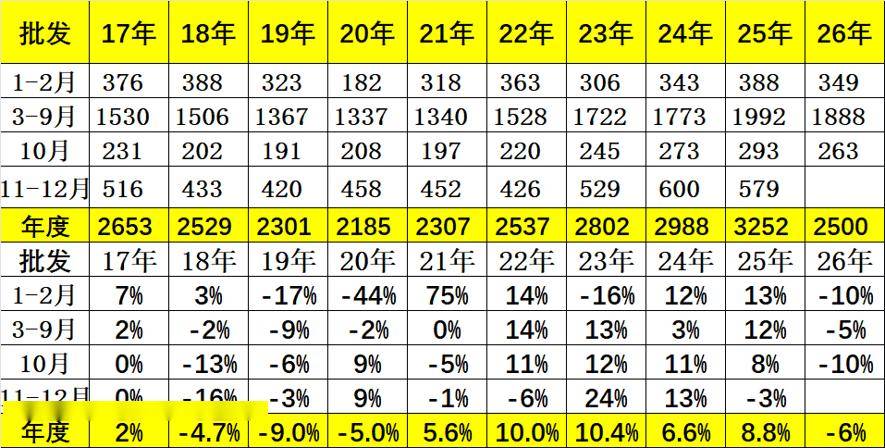 批发 17年 18年 19年 20年 21年 22年 23年 24年 25年 26年
1-2月 376 388 323 182 318 363 306 343 388 349
3-9月 1530 1506 1367 1337 1340 1528 1722 1773 1992 1888
10月 231 202 191 208 197 220 245 273 293 263
11-12月 516 433 420 458 452 426 529 600 579
年度 2653 2529 2301 2185 2307 2537 2802 2988 3252 2500
批发 17年 18年 19年 20年 21年 22年 23年 24年 25年 26年
1-2月 7% 3% -17% -44% 75% 14% -16% 12% 13% -10%
3-9月 2% -2% -9% -2% 0% 14% 13% 3% 12% -5%
10月 0% -13% -6% 9% -5% 11% 12% 11% 8% -10%
11-12月 0% -16% -3% 9% -1% -6% 24% 13% -3%
年度 2% -4.7% -9.0% -5.0% 5.6% 10.0% 10.4% 6.6% 8.8% -6%